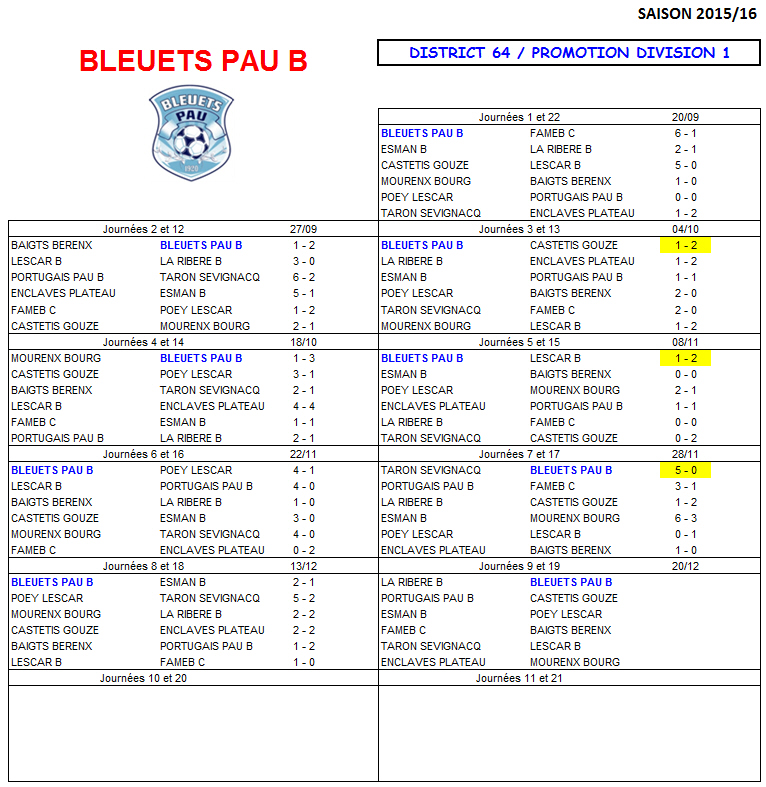 SAISON 2015/16
BLEUETS PAU B
DISTRICT 64 / PROMOTION DIVISION 1
BLEUETS
PAU
1920
Journées 1 et 22 20/09
BLEUETS PAU B FAMEB C 6 - 1
ESMAN B LA RIBERE B 2 - 1
CASTETIS GOUZE LESCAR B 5 - 0
MOURENX BOURG BAIGTS BERENX 1 - 0
POEY LESCAR PORTUGAIS PAU B 0 - 0
TARON SEVIGNACQ ENCLAVES PLATEAU 1 - 2
Journées 2 et 12 27/09
BAIGTS BERENX BLEUETS PAU B 1 - 2
LESCAR B LA RIBERE B 3 - 0
PORTUGAIS PAU B TARON SEVIGNACQ 6 - 2
ENCLAVES PLATEAU ESMAN B 5 - 1
FAMEB C POEY LESCAR 1 - 2
CASTETIS GOUZE MOURENX BOURG 2 - 1
Journées 3 et 13 04/10
BLEUETS PAU B CASTETIS GOUZE 1 - 2
LA RIBERE B ENCLAVES PLATEAU 1 - 2
ESMAN B PORTUGAIS PAU B 1 - 1
POEY LESCAR BAIGTS BERENX 2 - 0
TARON SEVIGNACQ FAMEB C 2 - 0
MOURENX BOURG LESCAR B 1 - 2
Journées 4 et 14 18/10
MOURENX BOURG BLEUETS PAU B 1 - 3
CASTETIS GOUZE POEY LESCAR 3 - 1
BAIGTS BERENX TARON SEVIGNACQ 2 - 1
LESCAR B ENCLAVES PLATEAU 4 - 4
FAMEB C ESMAN B 1 - 1
PORTUGAIS PAU B LA RIBERE B 2 - 1
Journées 5 et 15 08/11
BLEUETS PAU B LESCAR B 1 - 2
ESMAN B BAIGTS BERENX 0 - 0
POEY LESCAR MOURENX BOURG 2 - 1
ENCLAVES PLATEAU PORTUGAIS PAU B 1 - 1
LA RIBERE B FAMEB C 0 - 0
TARON SEVIGNACQ CASTETIS GOUZE 0 - 2
Journées 6 et 16 22/11
BLEUETS PAU B POEY LESCAR 4 - 1
LESCAR B PORTUGAIS PAU B 4 - 0
BAIGTS BERENX LA RIBERE B 1 - 0
CASTETIS GOUZE ESMAN B 3 - 0
MOURENX BOURG TARON SEVIGNACQ 4 - 0
FAMEB C ENCLAVES PLATEAU 0 - 2
Journées 7 et 17 28/11
TARON SEVIGNACQ BLEUETS PAU B 5 - 0
PORTUGAIS PAU B FAMEB C 3 - 1
LA RIBERE B CASTETIS GOUZE 1 - 2
ESMAN B MOURENX BOURG 6 - 3
POEY LESCAR LESCAR B 0 - 1
ENCLAVES PLATEAU BAIGTS BERENX 1 - 0
Journées 8 et 18 13/12
BLEUETS PAU B ESMAN B 2 - 1
POEY LESCAR TARON SEVIGNACQ 5 - 2
MOURENX BOURG LA RIBERE B 2 - 2
CASTETIS GOUZE ENCLAVES PLATEAU 2 - 2
BAIGTS BERENX PORTUGAIS PAU B 1 - 2
LESCAR B FAMEB C 1 - 0
Journées 9 et 19 20/12
LA RIBERE B BLEUETS PAU B
PORTUGAIS PAU B CASTETIS GOUZE
ESMAN B POEY LESCAR
FAMEB C BAIGTS BERENX
TARON SEVIGNACQ LESCAR B
ENCLAVES PLATEAU MOURENX BOURG
Journées 10 et 20
Journées 11 et 21